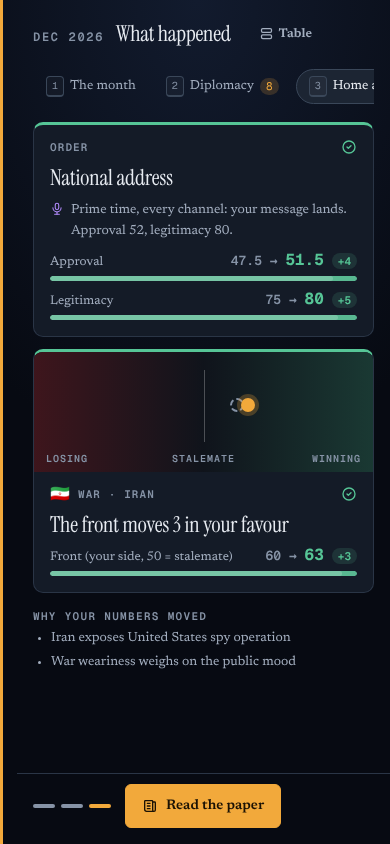 DEC 2026 What happened Table
1 The month 2 Diplomacy 8 3 Home
ORDER
National address
Prime time, every channel: your message lands.
Approval 52, legitimacy 80.
Approval 47.5 → 51.5 +4
Legitimacy 75 → 80 +5
LOSING STALEMATE WINNING
WAR · IRAN
The front moves 3 in your favour
Front (your side, 50 = stalemate) 60 → 63 +3
WHY YOUR NUMBERS MOVED
• Iran exposes United States spy operation
• War weariness weighs on the public mood
Read the paper